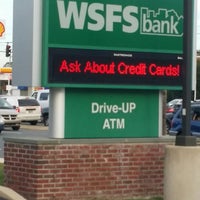 WSFS bank
Ask About Credit Cards!
Drive-UP
ATM